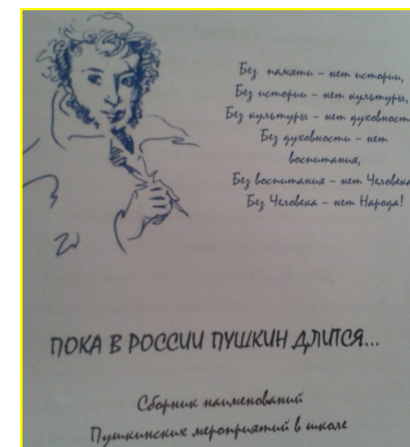 Без памяти – нет истории,
Без истории – нет культуры,
Без культуры – нет духовност
Без духовности – нет
воспитания,
Без воспитания – нет Человека
Без Человека – нет Народа!
ПОКА В РОССИИ ПУШКИН ДЛИТСЯ...
Сборник наименований
Пушкинских мероприятий в школе